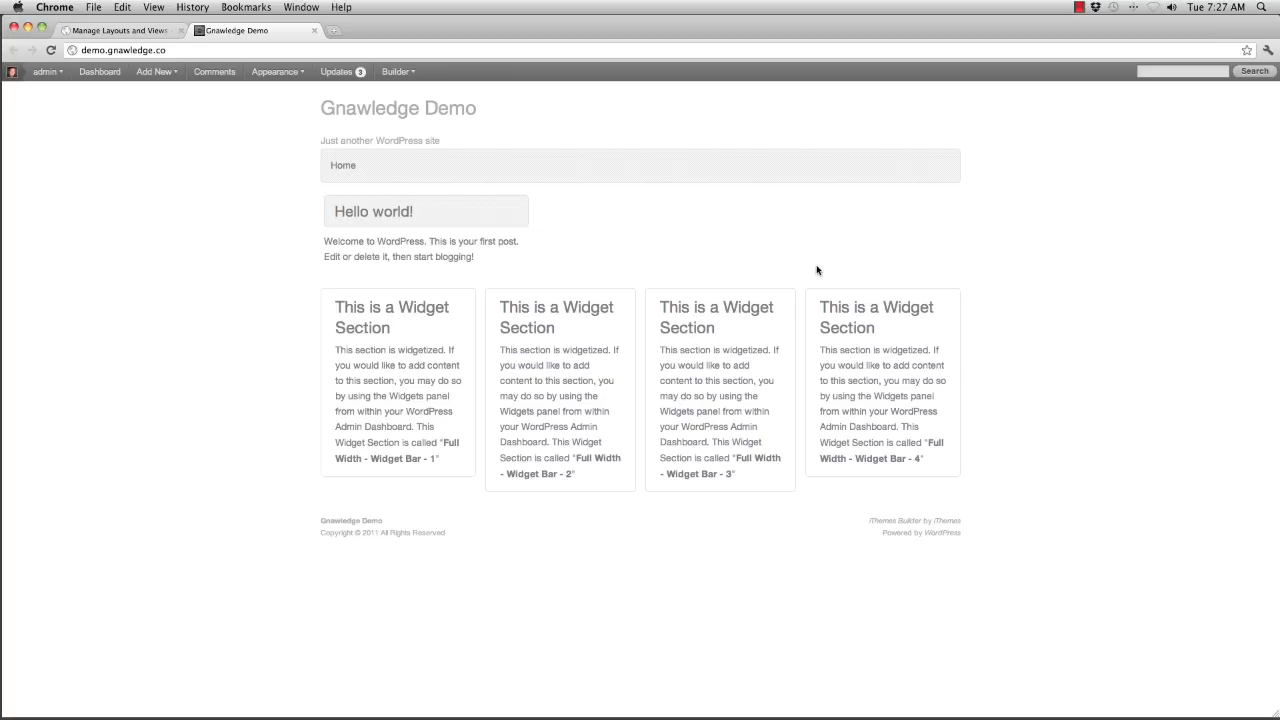 Chrome File Edit View History Bookmarks Window Help Tue 7:27 AM
Manage Layouts and Views Gnawledge Demo
demo.gnawledge.co
admin Dashboard Add New Comments Appearance Updates 3 Builder Search
Gnawledge Demo
Just another WordPress site
Home
Hello world!
Welcome to WordPress. This is your first post.
Edit or delete it, then start blogging!
This is a Widget
Section
This section is widgetized. If
you would like to add content
to this section, you may do so
by using the Widgets panel
from within your WordPress
Admin Dashboard. This
Widget Section is called "Full
Width - Widget Bar - 1"
This is a Widget
Section
This section is widgetized. If
you would like to add
content to this section, you
may do so by using the
Widgets panel from within
your WordPress Admin
Dashboard. This Widget
Section is called "Full Width
- Widget Bar - 2"
This is a Widget
Section
This section is widgetized. If
you would like to add
content to this section, you
may do so by using the
Widgets panel from within
your WordPress Admin
Dashboard. This Widget
Section is called "Full Width
- Widget Bar - 3"
This is a Widget
Section
This section is widgetized. If
you would like to add content
to this section, you may do so
by using the Widgets panel
from within your WordPress
Admin Dashboard. This
Widget Section is called "Full
Width - Widget Bar - 4"
Gnawledge Demo
Copyright © 2011 All Rights Reserved
iThemes Builder by iThemes
Powered by WordPress